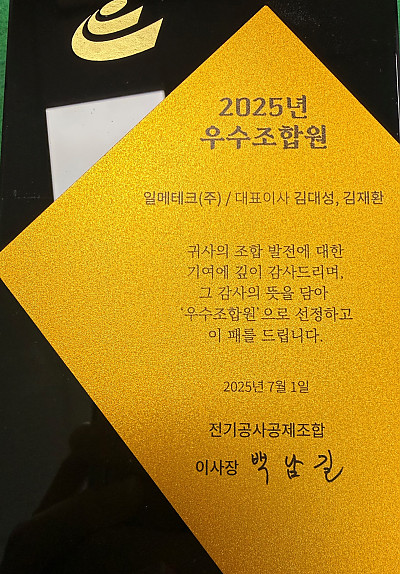 2025년
우수조합원
일메테크(주) / 대표이사 김대성, 김재환
귀사의 조합 발전에 대한
기여에 깊이 감사드리며,
그 감사의 뜻을 담아
‘우수조합원’으로 선정하고
이 패를 드립니다.
2025년 7월 1일
전기공사공제조합
이사장 백남길